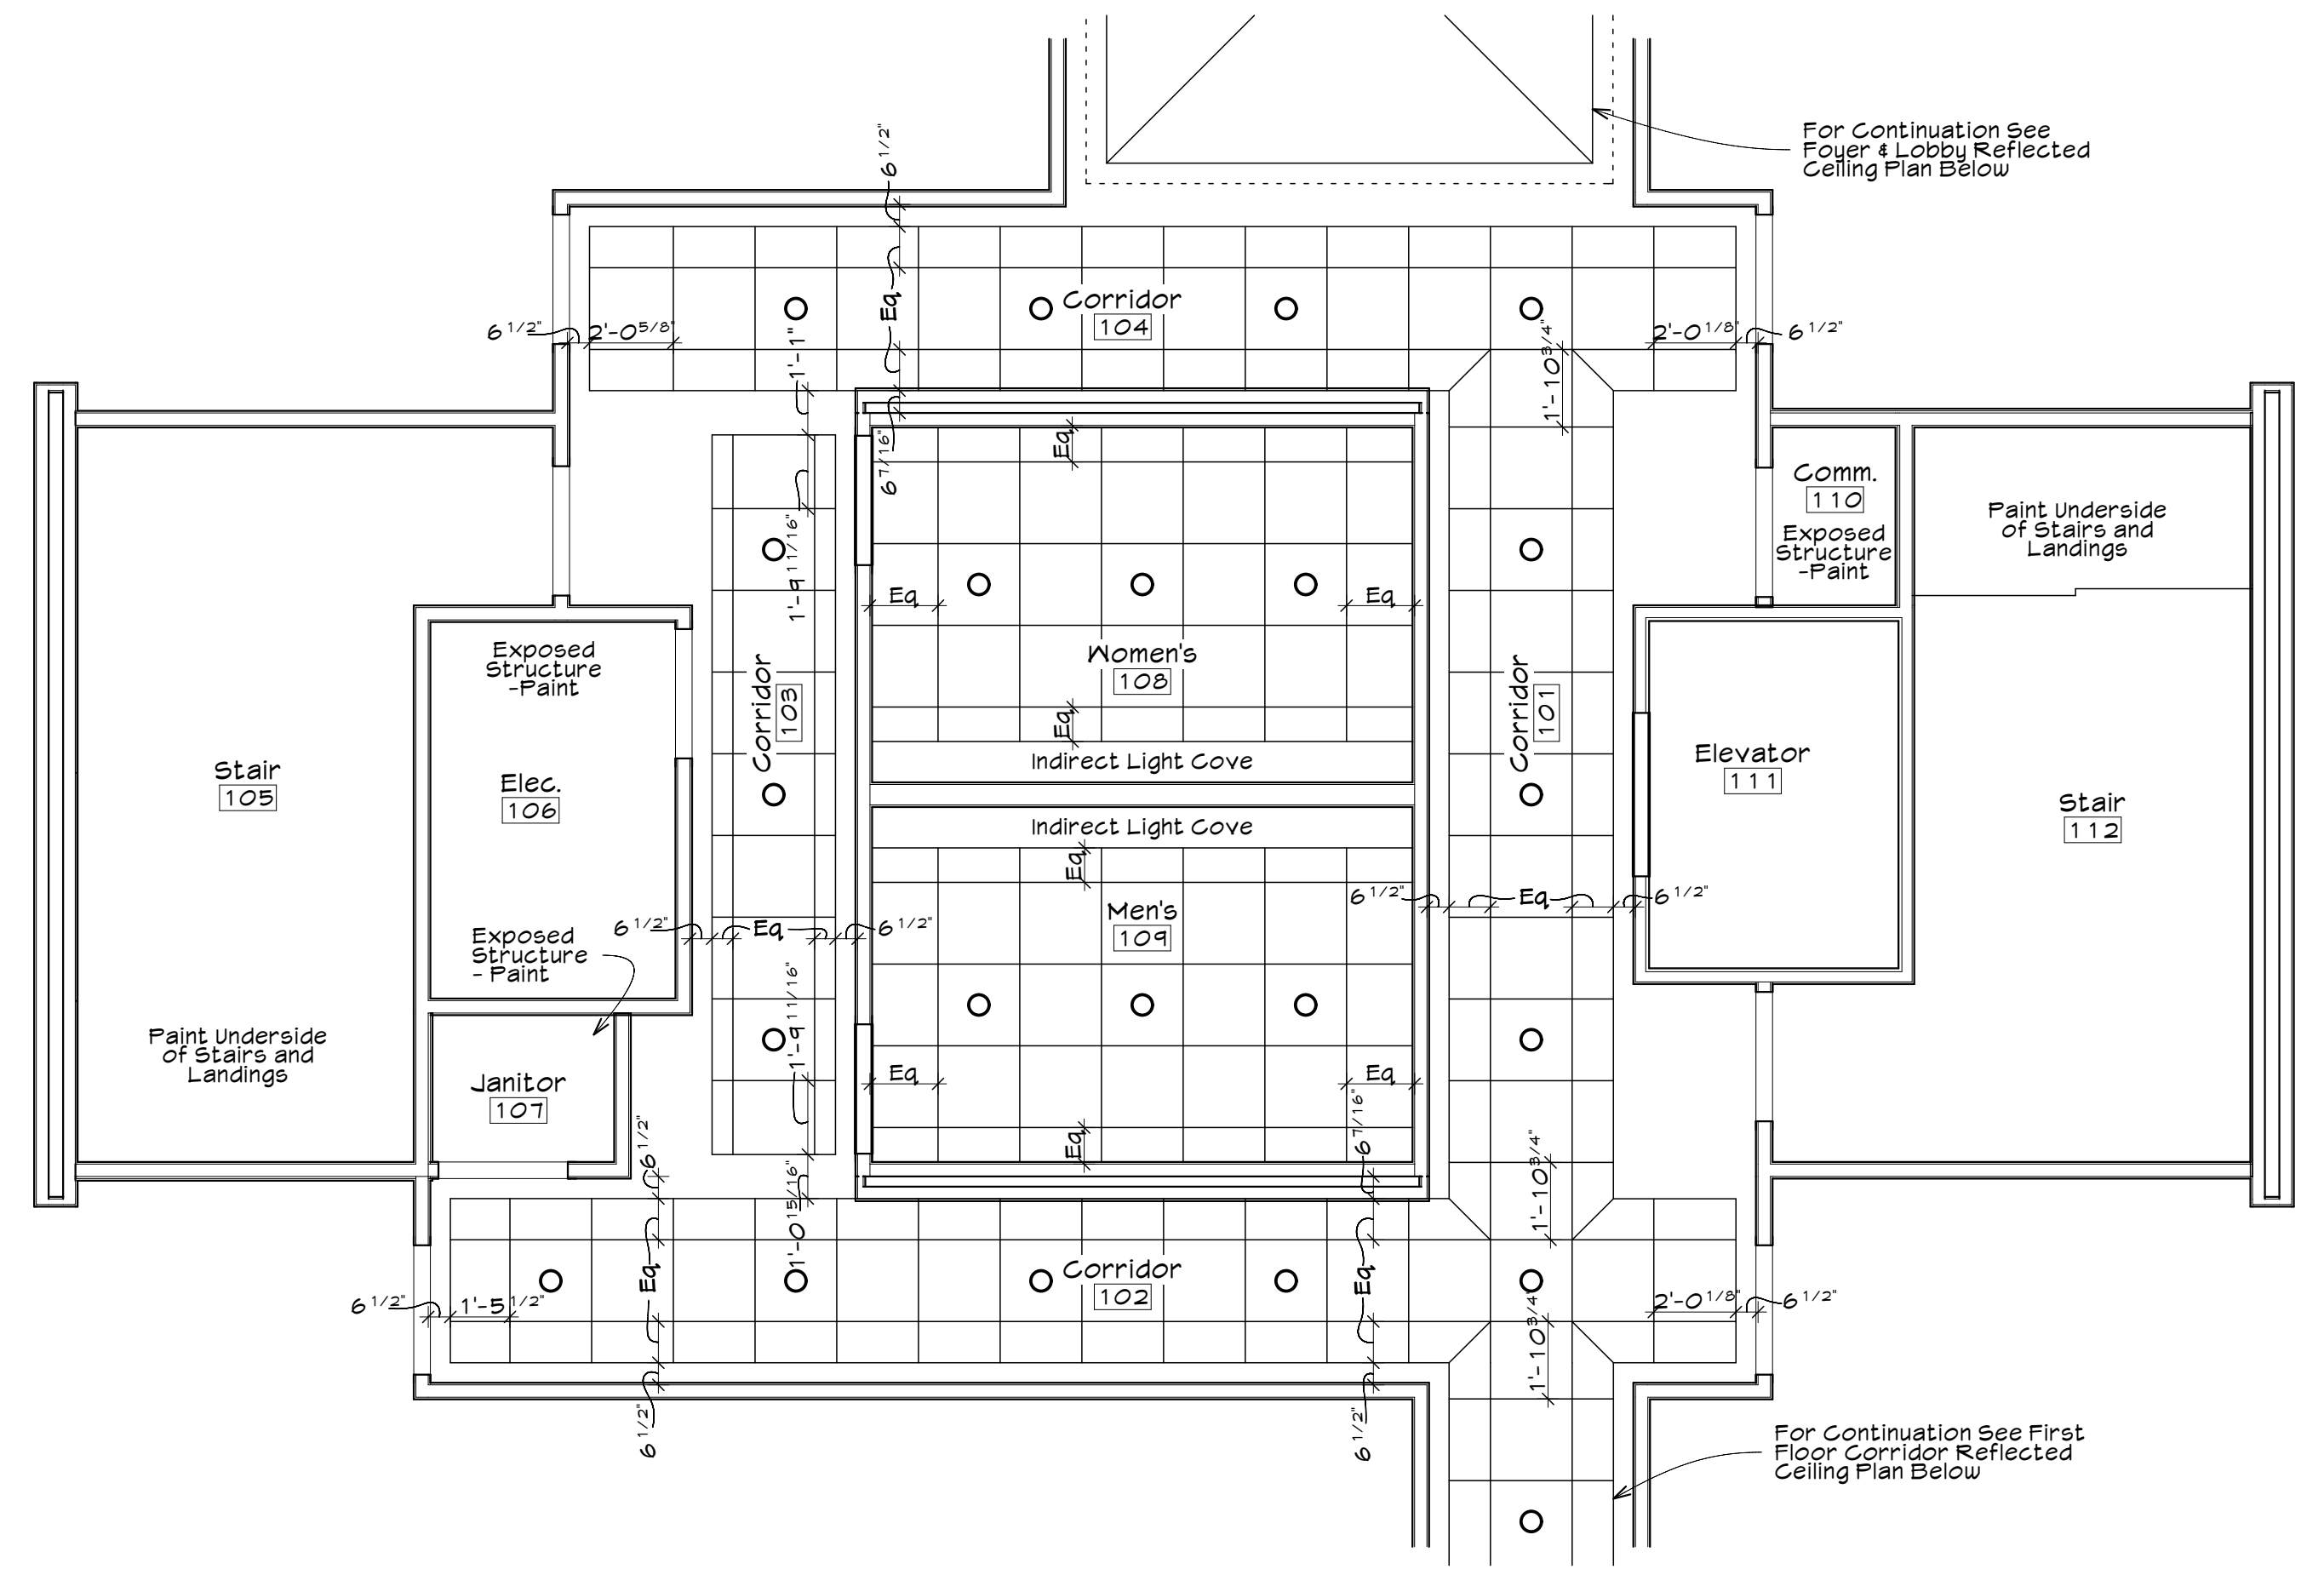 6 1/2"
For Continuation See
Foyer & Lobby Reflected
Ceiling Plan Below
Eq
Corridor
104
6 1/2"
2'-0 5/8"
1'-1"
1'-10 3/4"
2'-0 1/8"
6 1/2"
6 7/16"
Eq
Comm.
110
Exposed
Structure
-Paint
Paint Underside
of Stairs and
Landings
1'-9 11/16"
Eq
Eq
Exposed
Structure
-Paint
Women's
108
Corridor
103
Corridor
101
Eq
Indirect Light Cove
Elevator
111
Stair
105
Elec.
106
Stair
112
Indirect Light Cove
Eq
6 1/2"
Eq
6 1/2"
Men's
109
6 1/2"
Eq
6 1/2"
Exposed
Structure
- Paint
1'-9 11/16"
Paint Underside
of Stairs and
Landings
Janitor
107
Eq
Eq
Eq
6 1/2"
6 7/16"
1'-10 3/4"
1'-0 15/16"
Eq
Eq
Corridor
102
6 1/2"
1'-5 1/2"
2'-0 1/8"
6 1/2"
1'-10 3/4"
6 1/2"
6 1/2"
For Continuation See First
Floor Corridor Reflected
Ceiling Plan Below